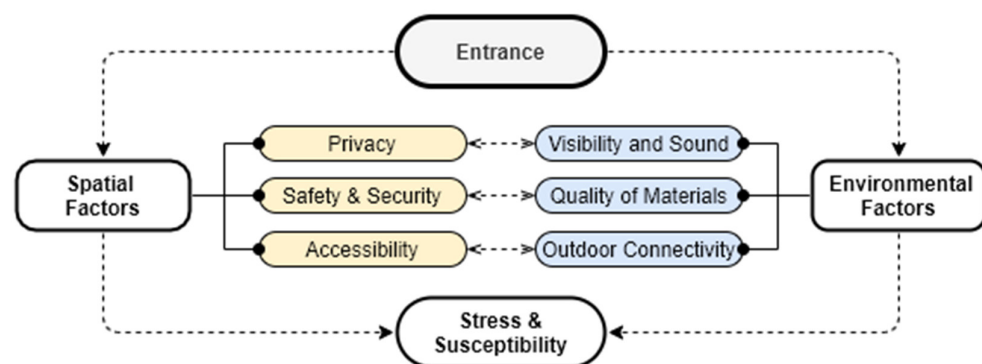 Entrance
Privacy
Visibility and Sound
Spatial
Factors
Safety & Security
Quality of Materials
Environmental
Factors
Accessibility
Outdoor Connectivity
Stress &
Susceptibility